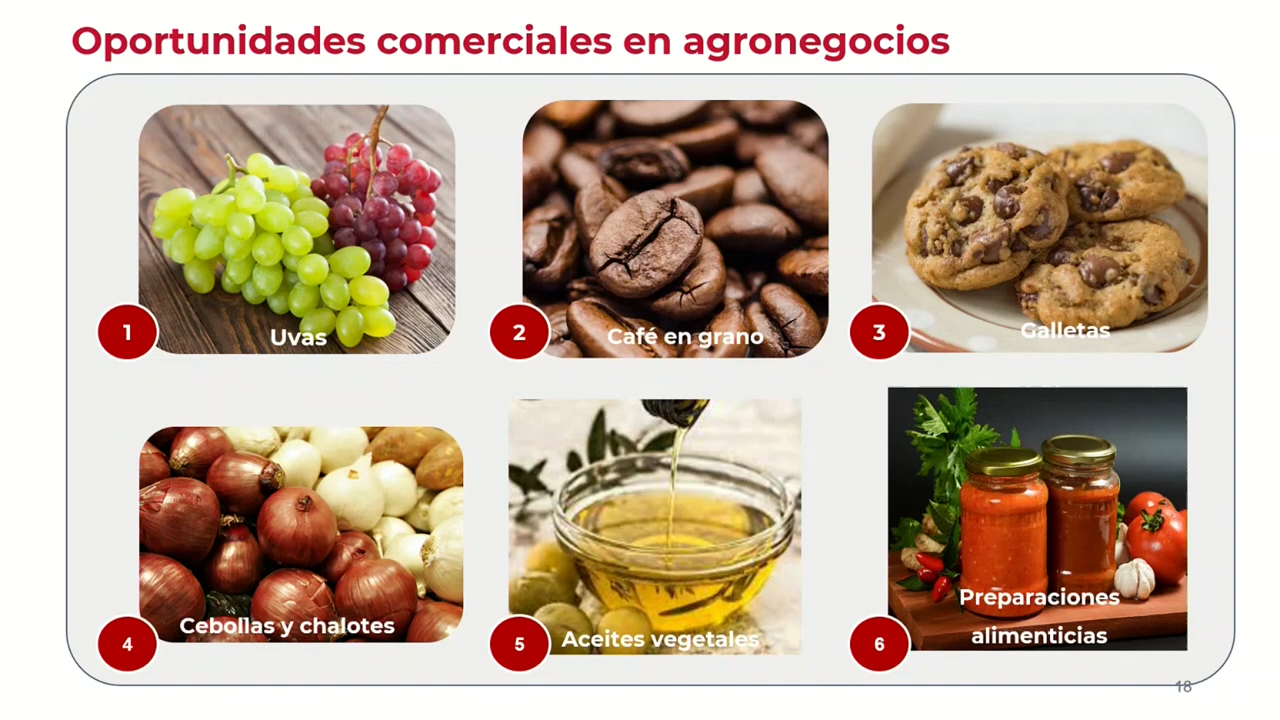 Oportunidades comerciales en agronegocios
1
Uvas
2
Café en grano
3
Galletas
4
Cebollas y chalotes
5
Aceites vegetales
6
Preparaciones
alimenticias
18